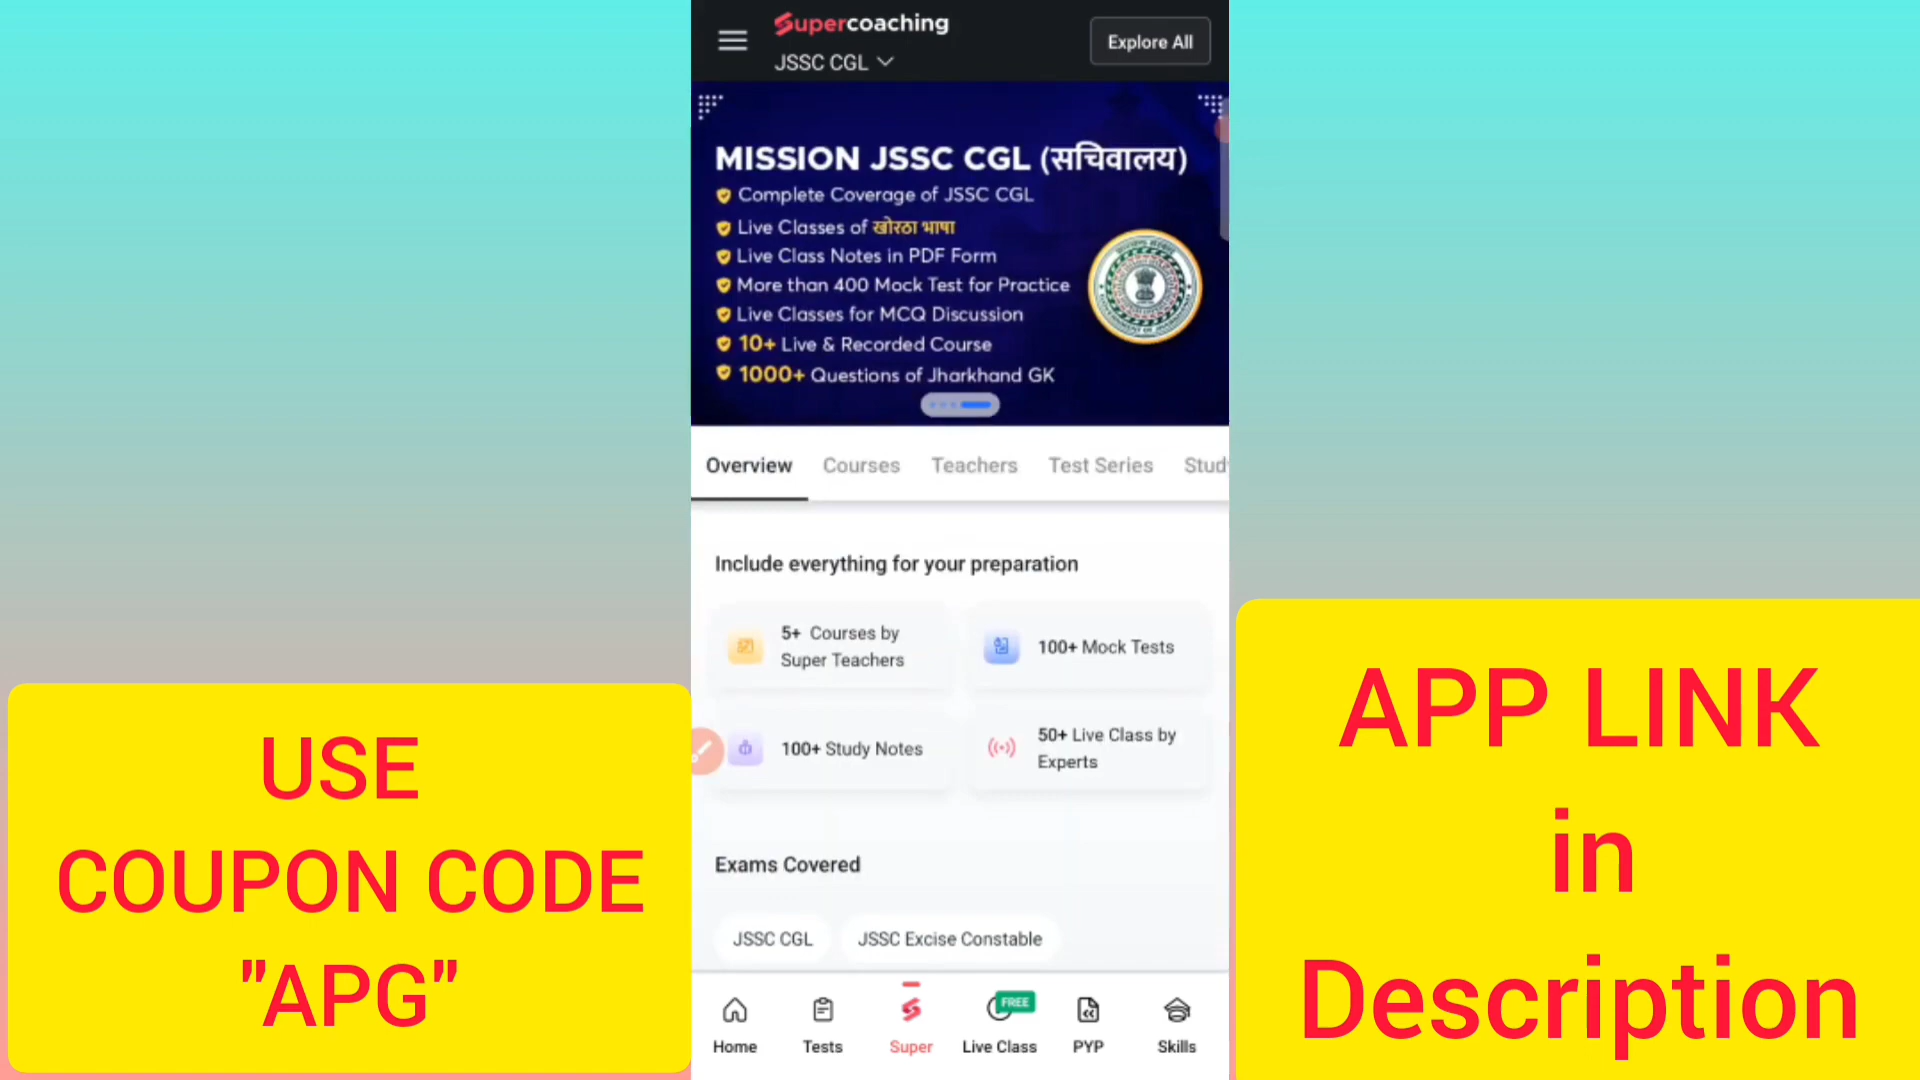 Supercoaching
JSSC CGL
Explore All
MISSION JSSC CGL (सचिवालय)
Complete Coverage of JSSC CGL
Live Classes of खोरठा भाषा
Live Class Notes in PDF Form
More than 400 Mock Test for Practice
Live Classes for MCQ Discussion
10+ Live & Recorded Course
1000+ Questions of Jharkhand GK
Overview Courses Teachers Test Series Stud
Include everything for your preparation
5+ Courses by
Super Teachers
100+ Mock Tests
100+ Study Notes
50+ Live Class by
Experts
Exams Covered
JSSC CGL
JSSC Excise Constable
FREE
Home Tests Super Live Class PYP Skills
USE
COUPON CODE
"APG"
APP LINK
in
Description